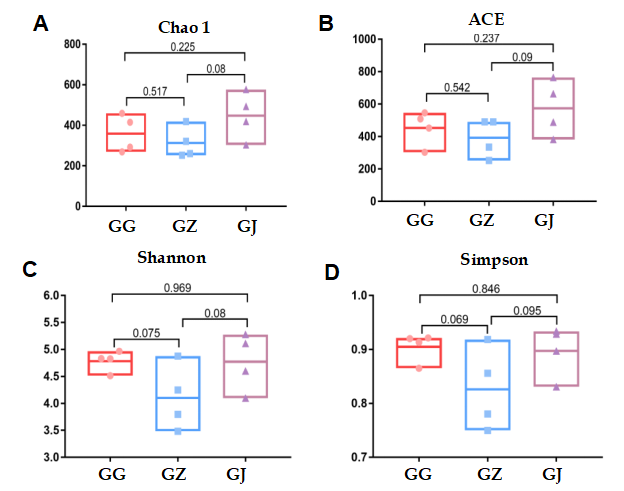 A
Chao 1
800
600
400
200
0
0.225
0.517
0.08
GG
GZ
GJ
B
ACE
1000
800
600
400
200
0
0.237
0.542
0.09
GG
GZ
GJ
C
Shannon
6.0
5.5
5.0
4.5
4.0
3.5
3.0
0.969
0.075
0.08
GG
GZ
GJ
D
Simpson
1.0
0.9
0.8
0.7
0.846
0.069
0.095
GG
GZ
GJ